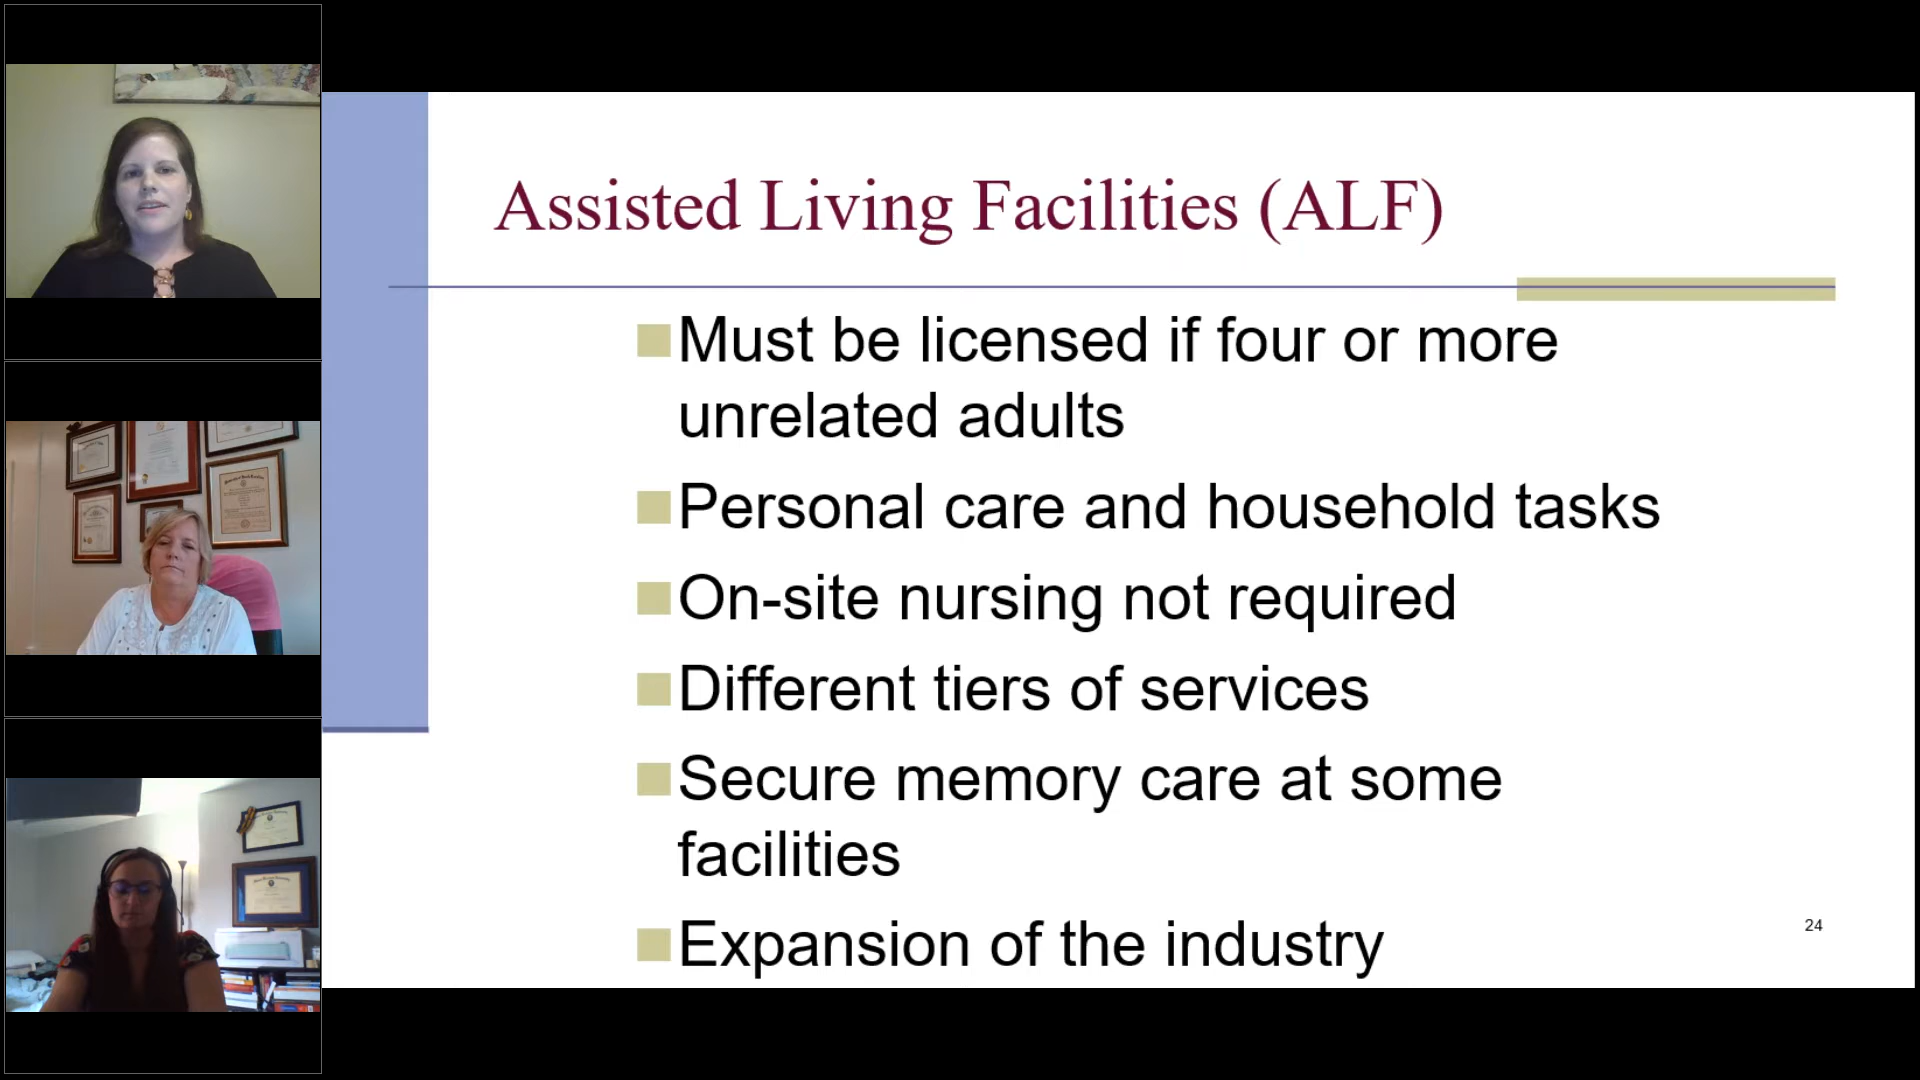 Assisted Living Facilities (ALF)
Must be licensed if four or more
unrelated adults
Personal care and household tasks
On-site nursing not required
Different tiers of services
Secure memory care at some
facilities
Expansion of the industry
24